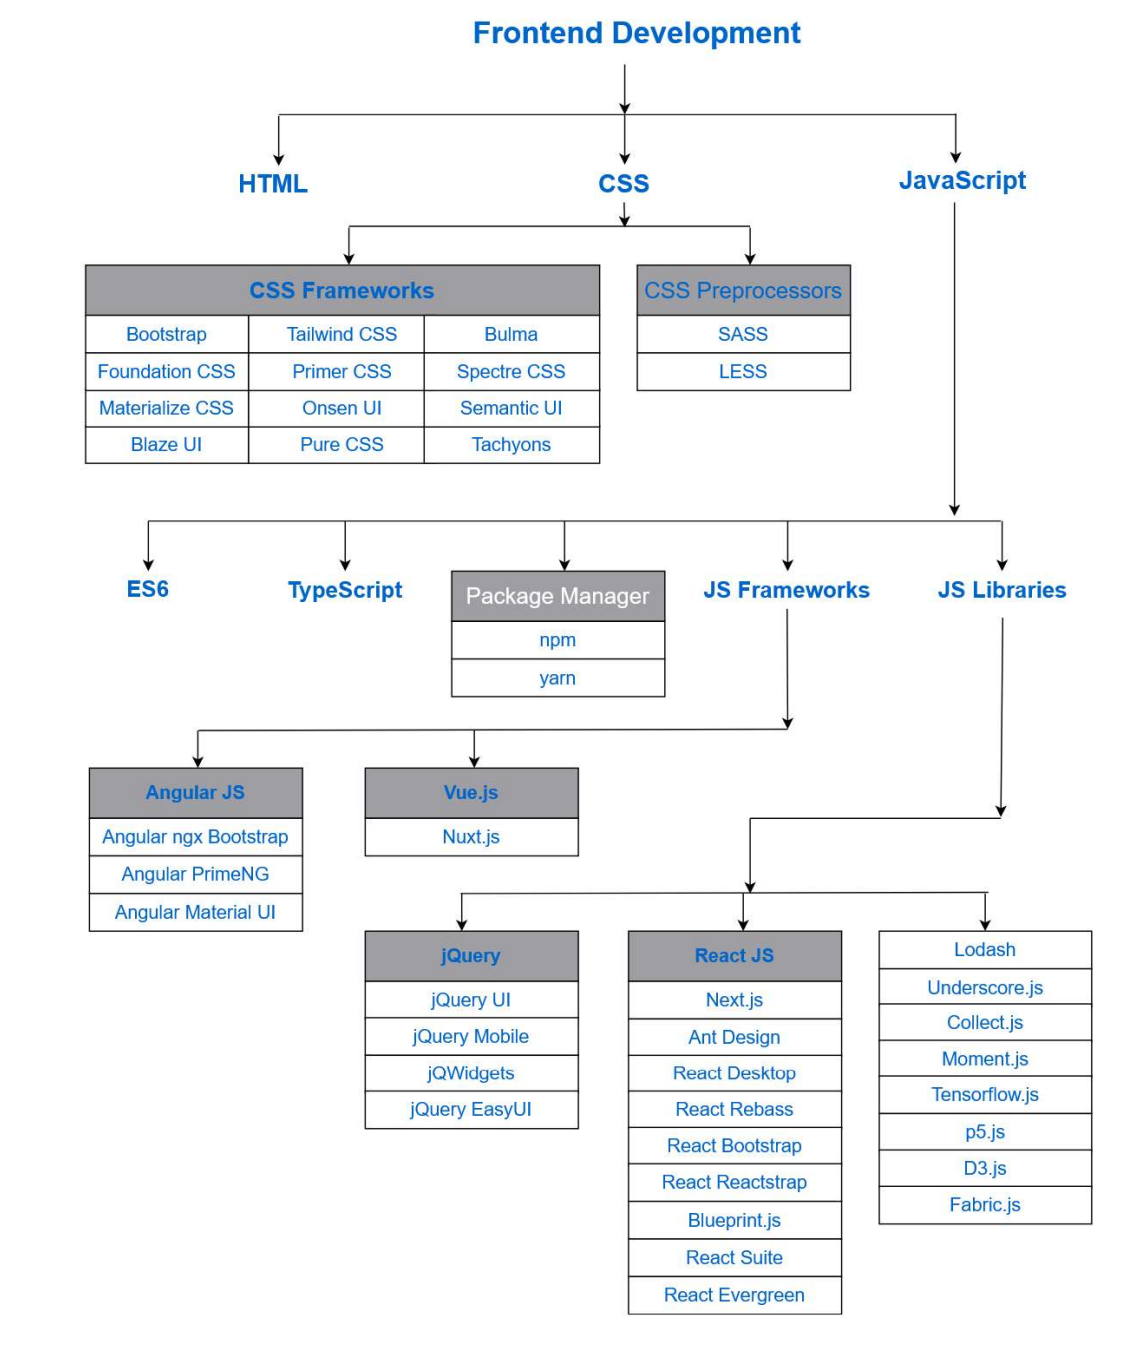 Frontend Development
HTML
CSS
JavaScript
CSS Frameworks
Bootstrap Tailwind CSS Bulma
Foundation CSS Primer CSS Spectre CSS
Materialize CSS Onsen UI Semantic UI
Blaze UI Pure CSS Tachyons
CSS Preprocessors
SASS
LESS
ES6
TypeScript
Package Manager
npm
yarn
JS Frameworks
JS Libraries
Angular JS
Angular ngx Bootstrap
Angular PrimeNG
Angular Material UI
Vue.js
Nuxt.js
jQuery
jQuery UI
jQuery Mobile
jQWidgets
jQuery EasyUI
React JS
Next.js
Ant Design
React Desktop
React Rebass
React Bootstrap
React Reactstrap
Blueprint.js
React Suite
React Evergreen
Lodash
Underscore.js
Collect.js
Moment.js
Tensorflow.js
p5.js
D3.js
Fabric.js